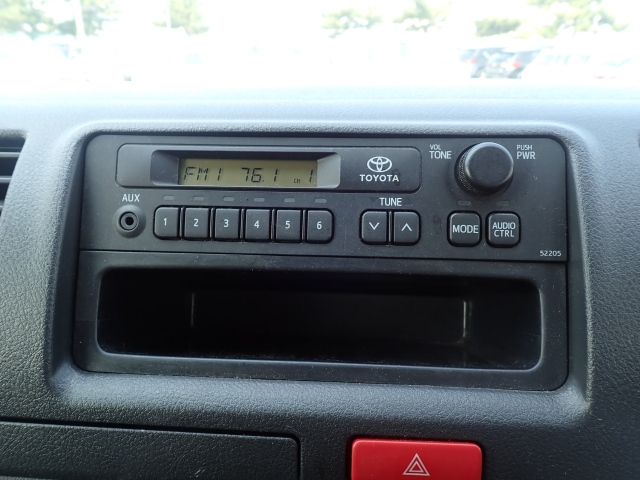 FM1 76.1 CH 1
TOYOTA
VOL
TONE
PUSH
PWR
AUX
1 2 3 4 5 6
TUNE
MODE
AUDIO
CTRL
52205